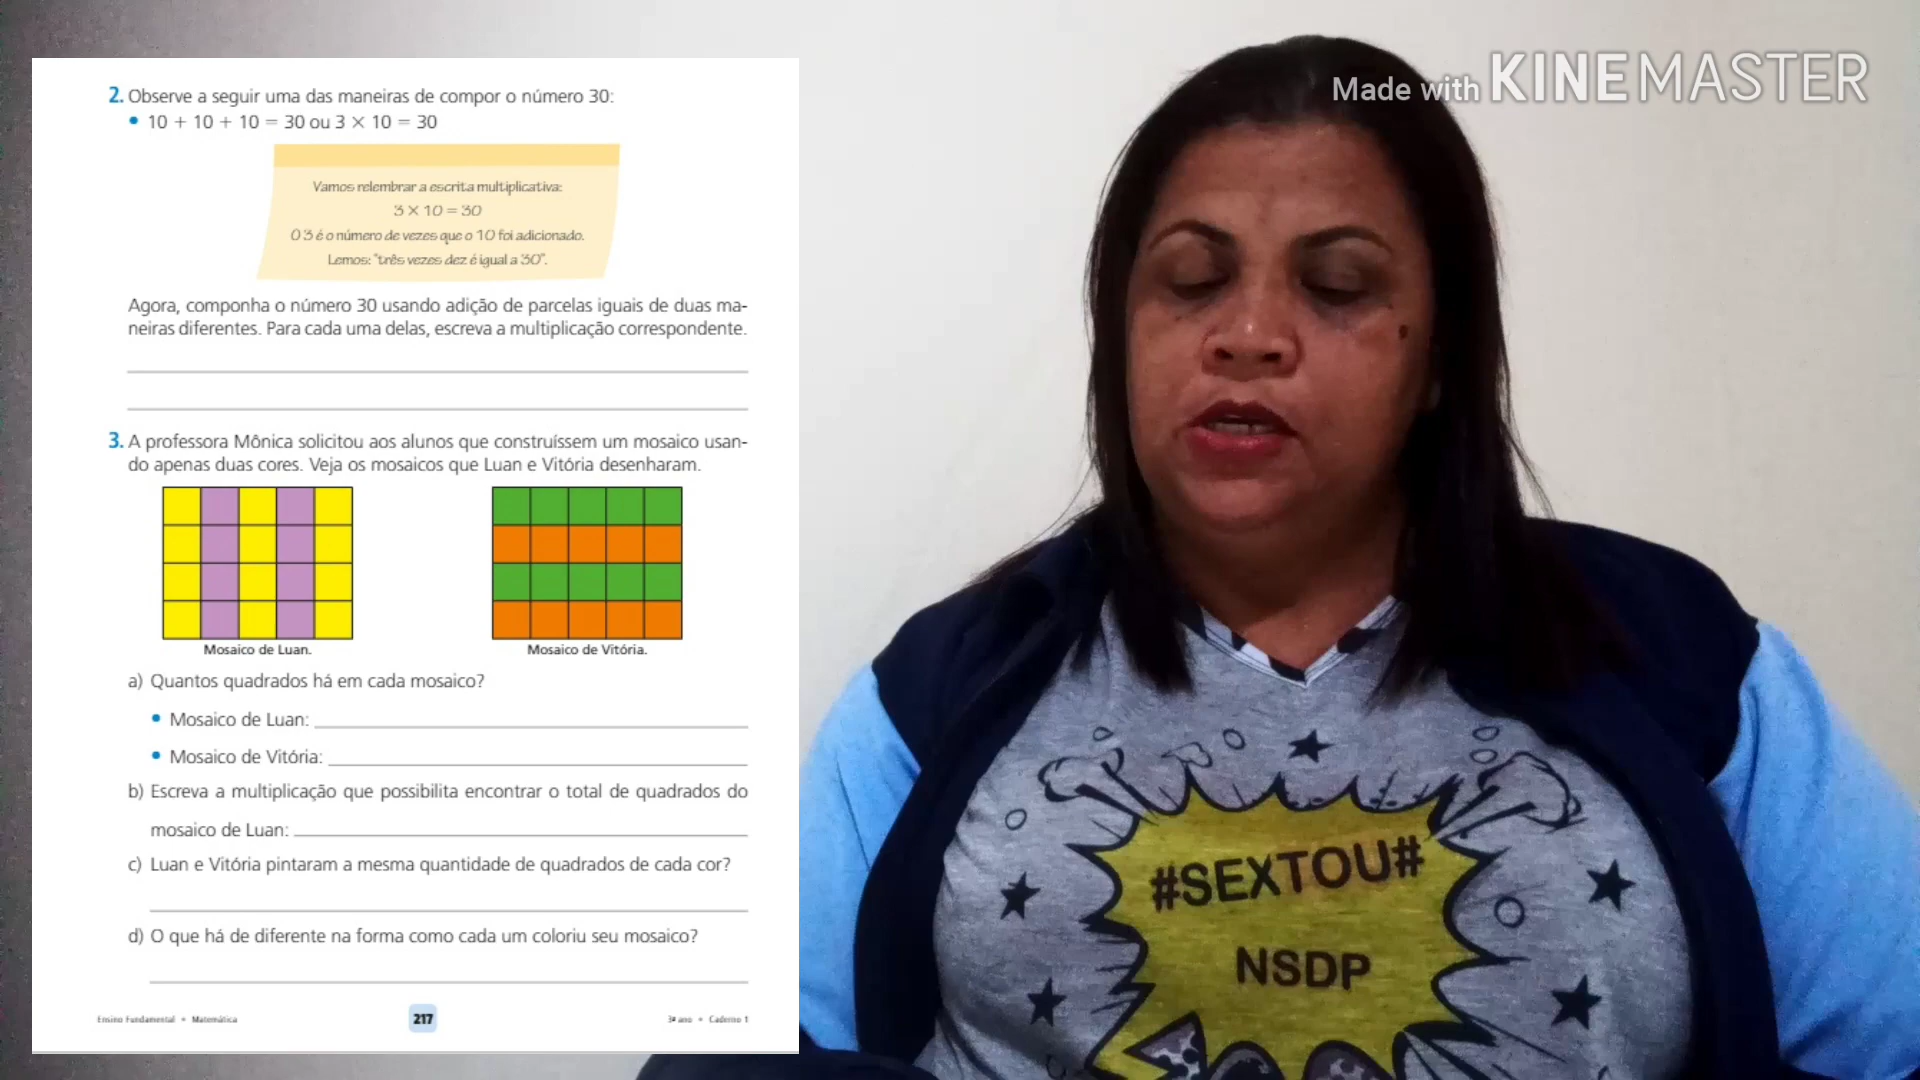 2. Observe a seguir uma das maneiras de compor o número 30:
• 10 + 10 + 10 = 30 ou 3 × 10 = 30
Vamos relembrar a escrita multiplicativa:
3 × 10 = 30
O 3 é o número de vezes que o 10 foi adicionado.
Lemos: "três vezes dez é igual a 30".
Agora, componha o número 30 usando adição de parcelas iguais de duas ma-
neiras diferentes. Para cada uma delas, escreva a multiplicação correspondente.
3. A professora Mônica solicitou aos alunos que construíssem um mosaico usan-
do apenas duas cores. Veja os mosaicos que Luan e Vitória desenharam.
Mosaico de Luan.
Mosaico de Vitória.
a) Quantos quadrados há em cada mosaico?
• Mosaico de Luan:
• Mosaico de Vitória:
b) Escreva a multiplicação que possibilita encontrar o total de quadrados do
mosaico de Luan:
c) Luan e Vitória pintaram a mesma quantidade de quadrados de cada cor?
d) O que há de diferente na forma como cada um coloriu seu mosaico?
Ensino Fundamental • Matemática
217
3º ano • Caderno 1
Made with KINEMASTER
#SEXTOU#
NSDP